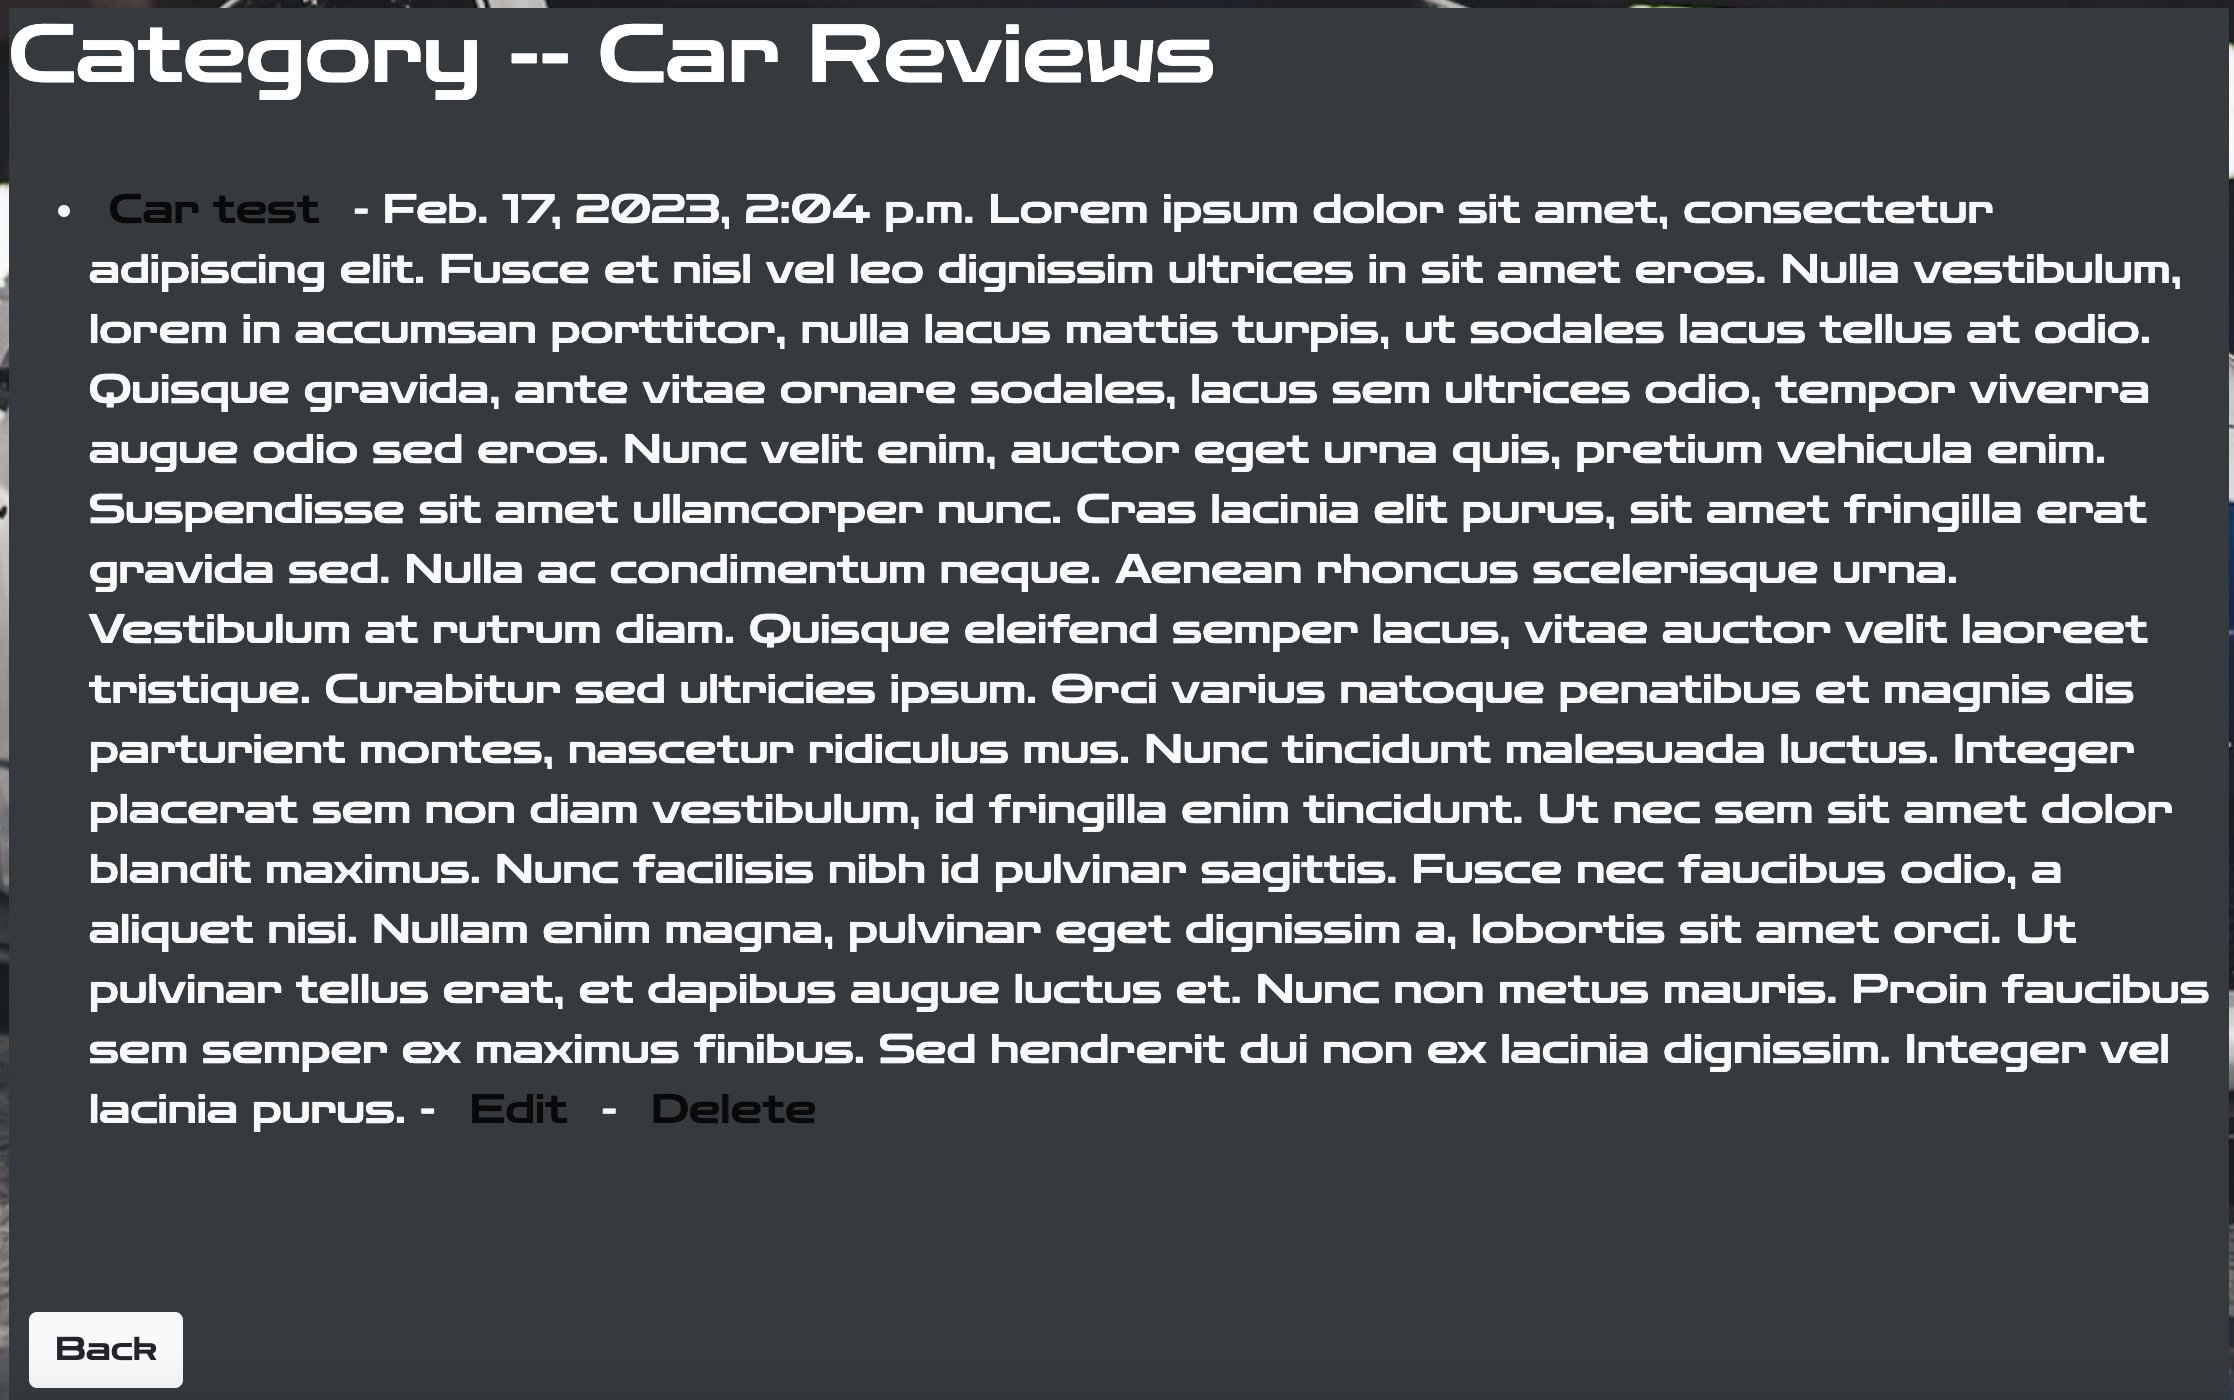 Category -- Car Reviews
• Car test - Feb. 17, 2023, 2:04 p.m. Lorem ipsum dolor sit amet, consectetur
adipiscing elit. Fusce et nisl vel leo dignissim ultrices in sit amet eros. Nulla vestibulum,
lorem in accumsan porttitor, nulla lacus mattis turpis, ut sodales lacus tellus at odio.
Quisque gravida, ante vitae ornare sodales, lacus sem ultrices odio, tempor viverra
augue odio sed eros. Nunc velit enim, auctor eget urna quis, pretium vehicula enim.
Suspendisse sit amet ullamcorper nunc. Cras lacinia elit purus, sit amet fringilla erat
gravida sed. Nulla ac condimentum neque. Aenean rhoncus scelerisque urna.
Vestibulum at rutrum diam. Quisque eleifend semper lacus, vitae auctor velit laoreet
tristique. Curabitur sed ultricies ipsum. Orci varius natoque penatibus et magnis dis
parturient montes, nascetur ridiculus mus. Nunc tincidunt malesuada luctus. Integer
placerat sem non diam vestibulum, id fringilla enim tincidunt. Ut nec sem sit amet dolor
blandit maximus. Nunc facilisis nibh id pulvinar sagittis. Fusce nec faucibus odio, a
aliquet nisi. Nullam enim magna, pulvinar eget dignissim a, lobortis sit amet orci. Ut
pulvinar tellus erat, et dapibus augue luctus et. Nunc non metus mauris. Proin faucibus
sem semper ex maximus finibus. Sed hendrerit dui non ex lacinia dignissim. Integer vel
lacinia purus. - Edit - Delete
Back